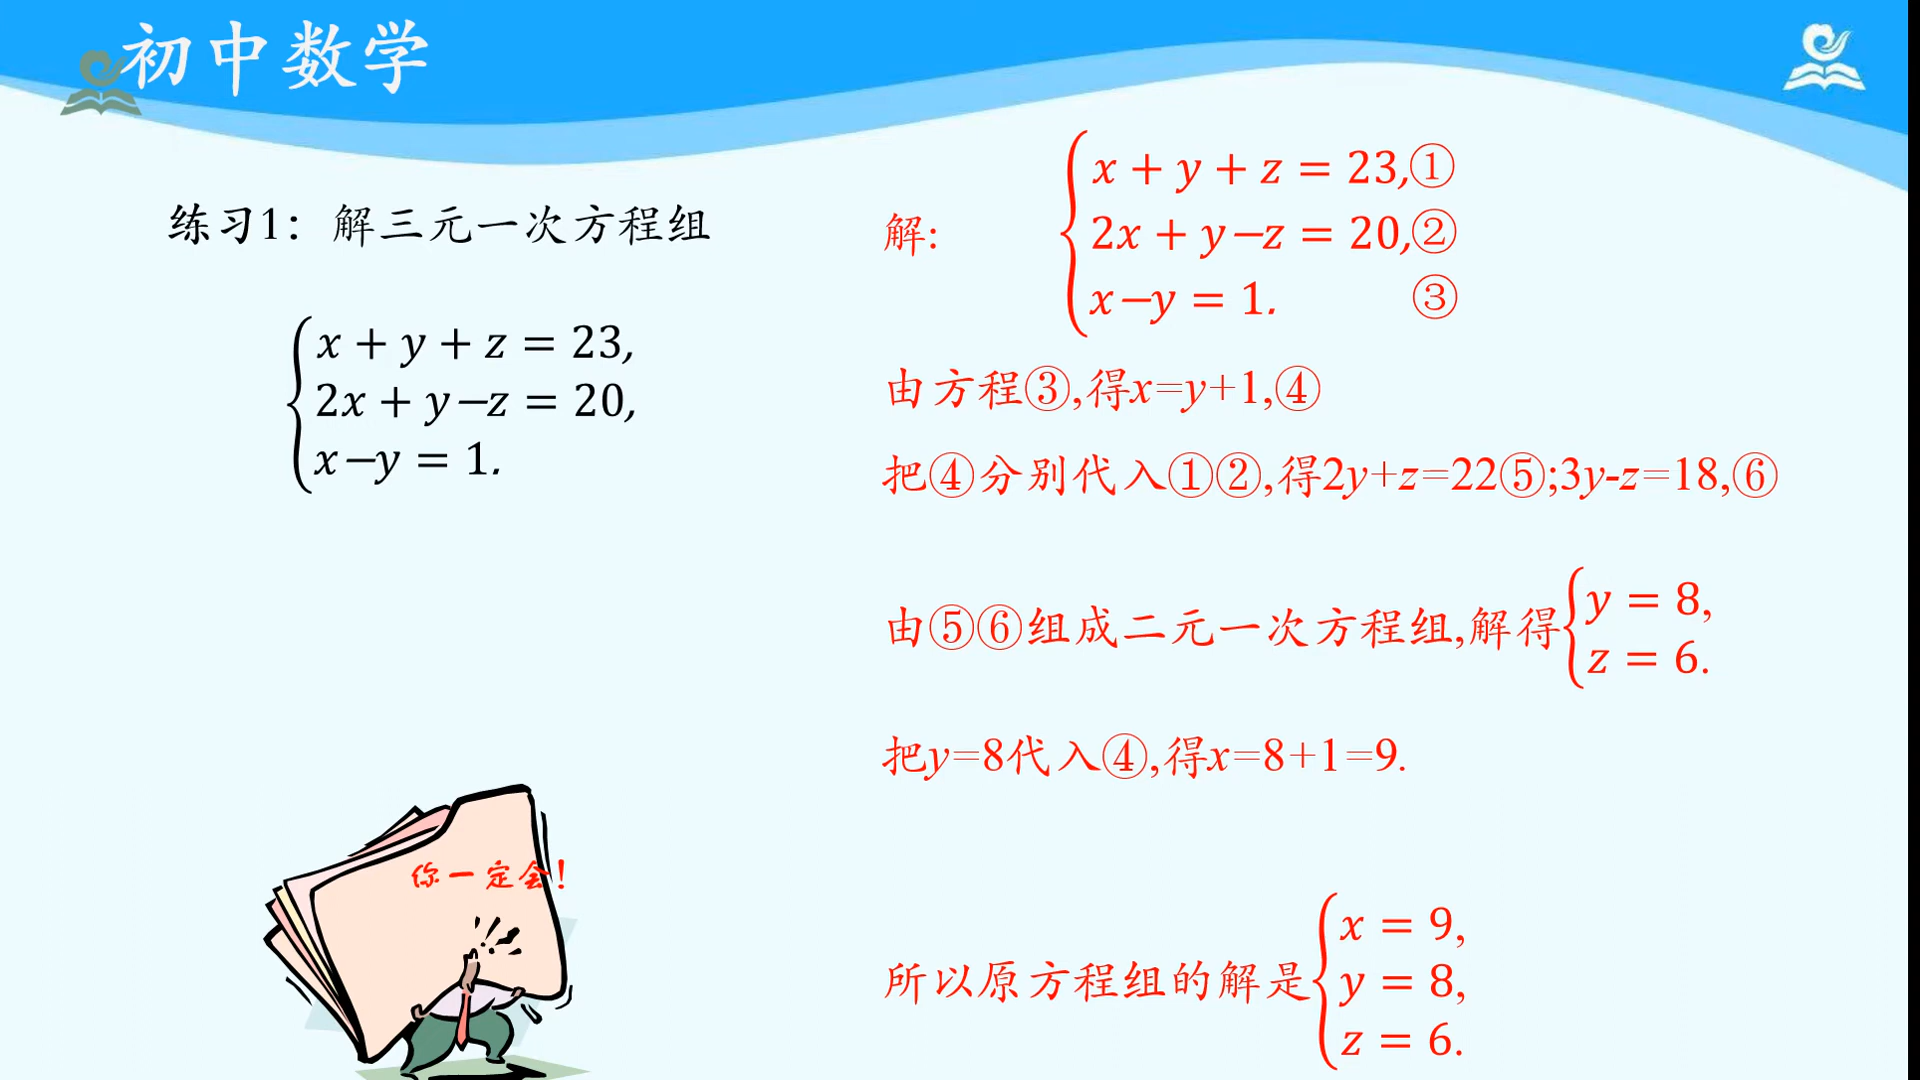 初中数学
练习1：解三元一次方程组
x+y+z=23,
2x+y−z=20,
x−y=1.
你一定会！
解:
x+y+z=23,①
2x+y−z=20,②
x−y=1. ③
由方程③,得x=y+1,④
把④分别代入①②,得2y+z=22⑤;3y-z=18,⑥
由⑤⑥组成二元一次方程组,解得
y=8,
z=6.
把y=8代入④,得x=8+1=9.
所以原方程组的解是
x=9,
y=8,
z=6.